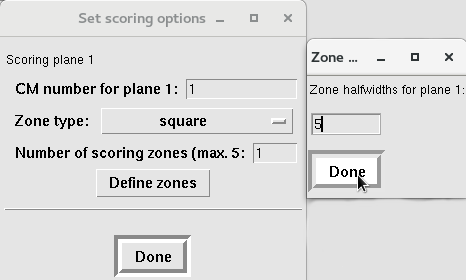 Set scoring options
Scoring plane 1
CM number for plane 1: 1
Zone type: square
Number of scoring zones (max. 5: 1
Define zones
Done
Zone ...
Zone halfwidths for plane 1:
5
Done